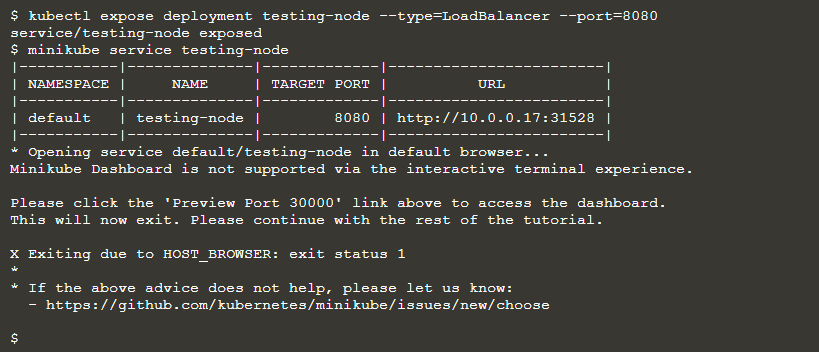 $ kubectl expose deployment testing-node --type=LoadBalancer --port=8080
service/testing-node exposed
$ minikube service testing-node
|-----------|--------------|-------------|-------------------------|
| NAMESPACE |     NAME     | TARGET PORT |           URL           |
|-----------|--------------|-------------|-------------------------|
| default   | testing-node |        8080 | http://10.0.0.17:31528 |
|-----------|--------------|-------------|-------------------------|
* Opening service default/testing-node in default browser...
Minikube Dashboard is not supported via the interactive terminal experience.

Please click the 'Preview Port 30000' link above to access the dashboard.
This will now exit. Please continue with the rest of the tutorial.

X Exiting due to HOST_BROWSER: exit status 1
*
* If the above advice does not help, please let us know:
  - https://github.com/kubernetes/minikube/issues/new/choose

$